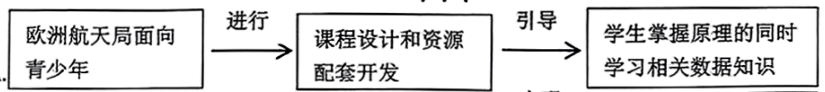 欧洲航天局面向
青少年
进行
课程设计和资源
配套开发
引导
学生掌握原理的同时
学习相关数据知识